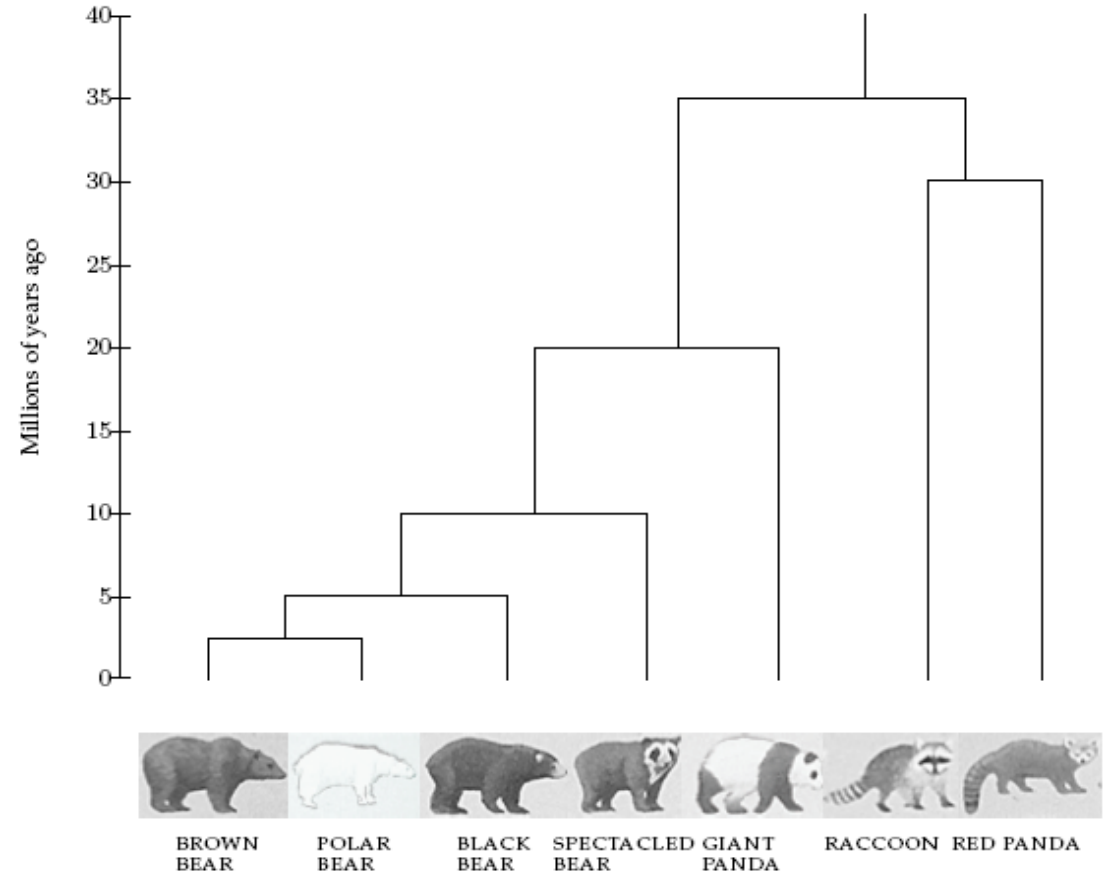 40
35
30
25
20
15
10
5
0
Millions of years ago
BROWN BEAR
POLAR BEAR
BLACK BEAR
SPECTACLED BEAR
GIANT PANDA
RACCOON
RED PANDA